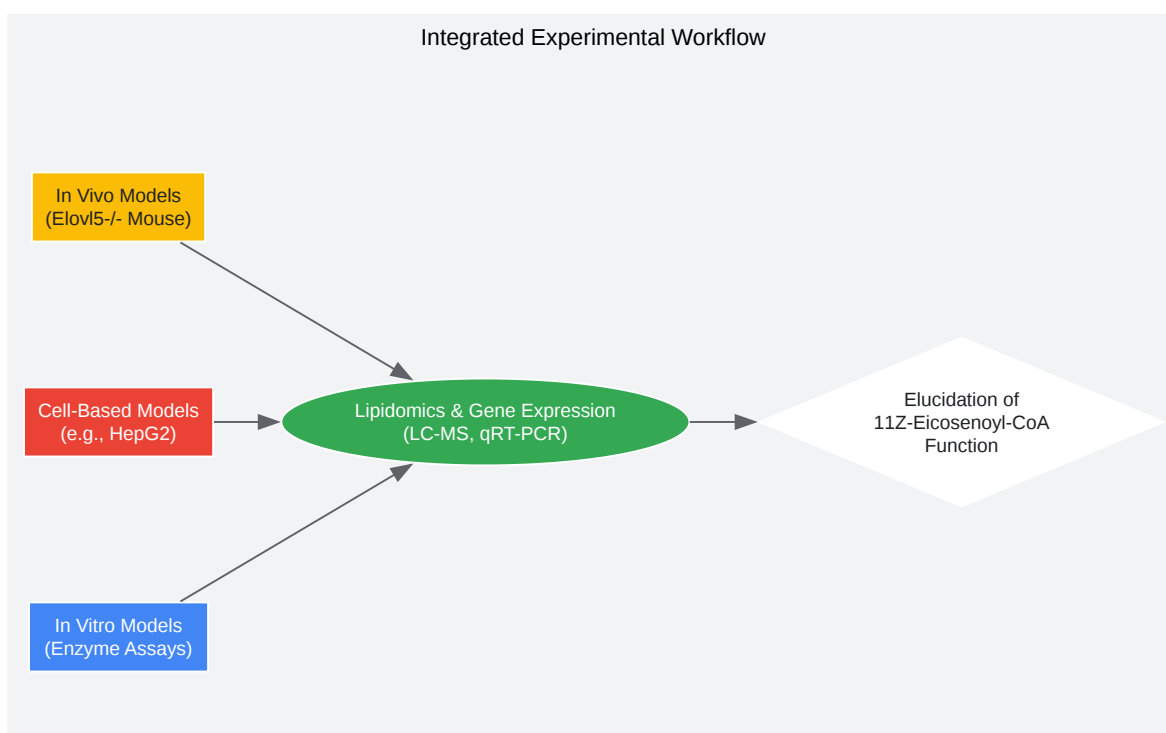 Integrated Experimental Workflow
In Vivo Models
(Elovl5-/- Mouse)
Cell-Based Models
(e.g., HepG2)
Lipidomics & Gene Expression
(LC-MS, qRT-PCR)
Elucidation of
11Z-Eicosenoyl-CoA
Function
In Vitro Models
(Enzyme Assays)